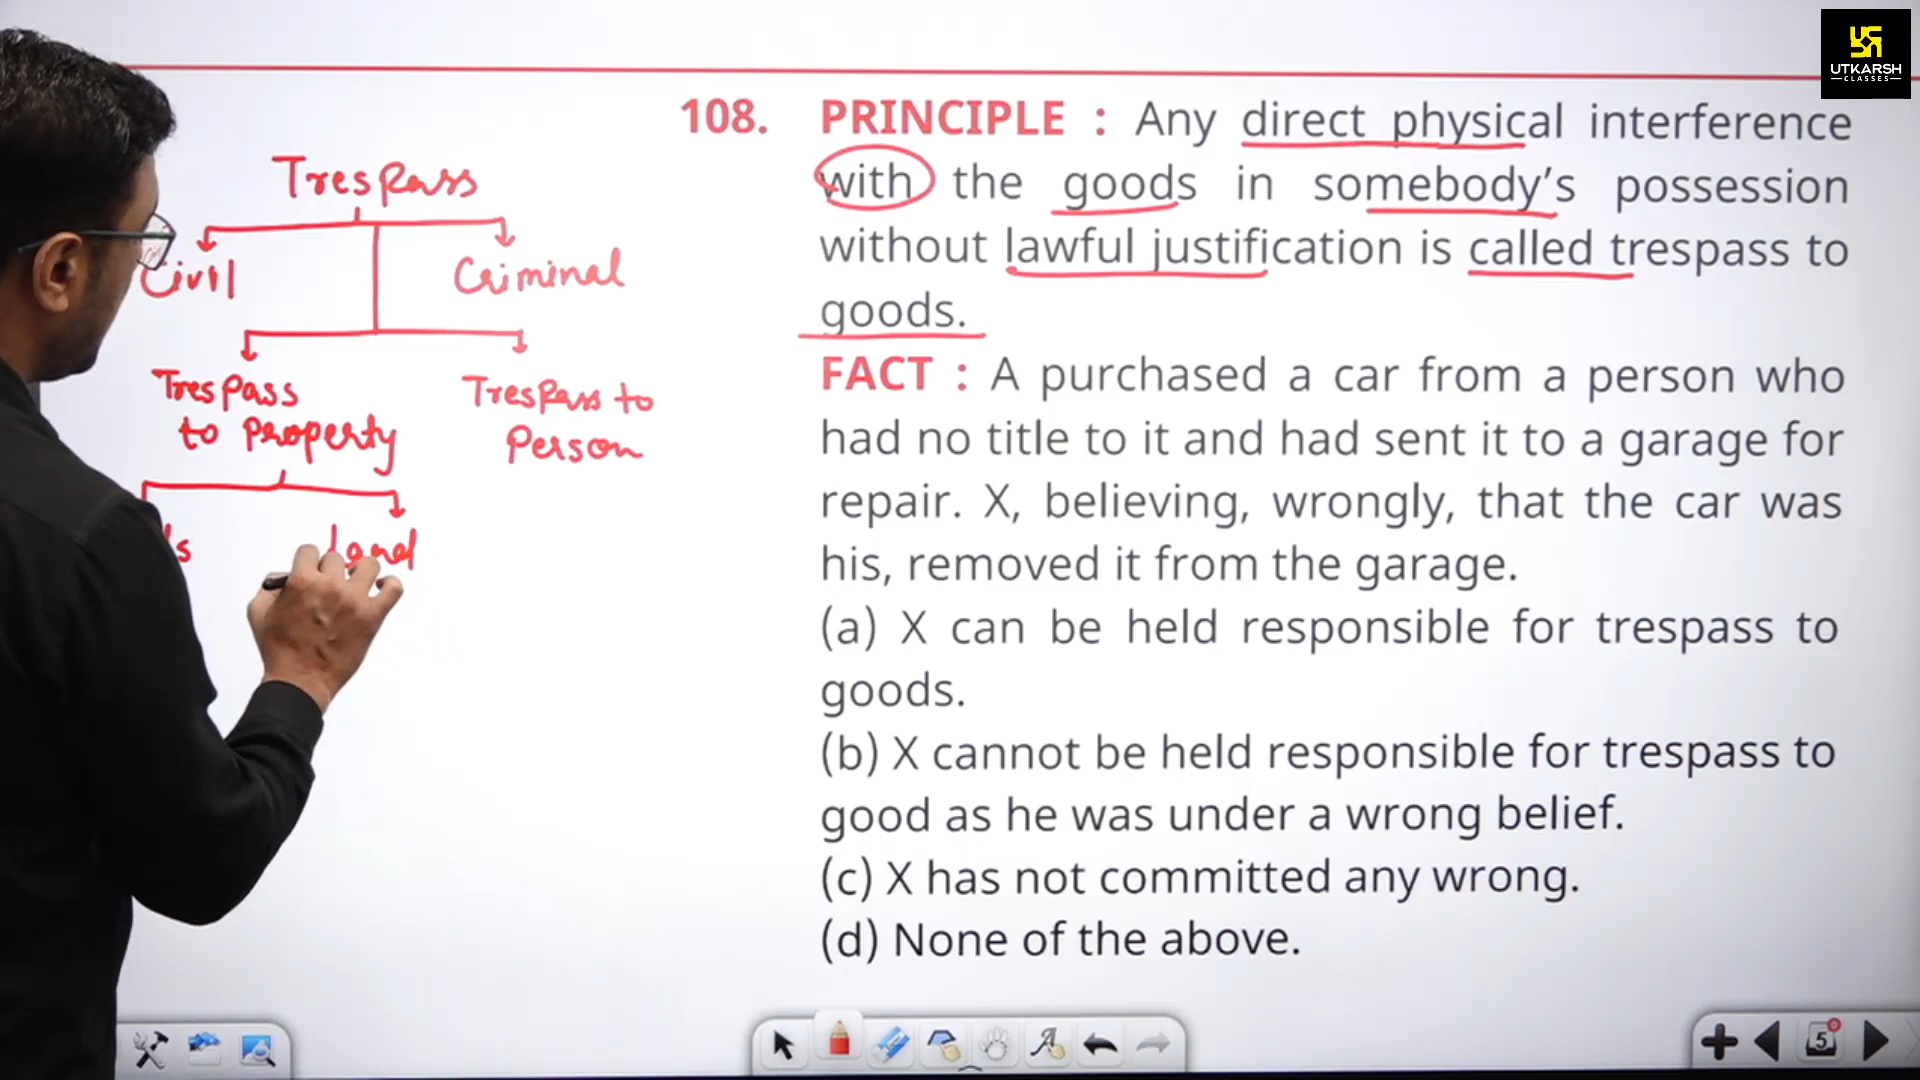 UTKARSH
CLASSES
Trespass
Civil
Criminal
Trespass
to Property
Trespass to
Person
Land
108. PRINCIPLE : Any direct physical interference
with the goods in somebody’s possession
without lawful justification is called trespass to
goods.
FACT : A purchased a car from a person who
had no title to it and had sent it to a garage for
repair. X, believing, wrongly, that the car was
his, removed it from the garage.
(a) X can be held responsible for trespass to
goods.
(b) X cannot be held responsible for trespass to
good as he was under a wrong belief.
(c) X has not committed any wrong.
(d) None of the above.
5